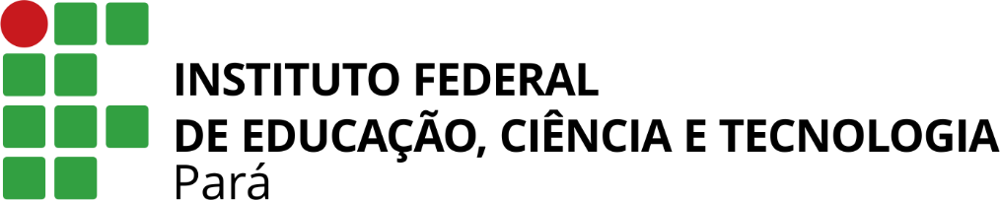 INSTITUTO FEDERAL
DE EDUCAÇÃO, CIÊNCIA E TECNOLOGIA
Pará